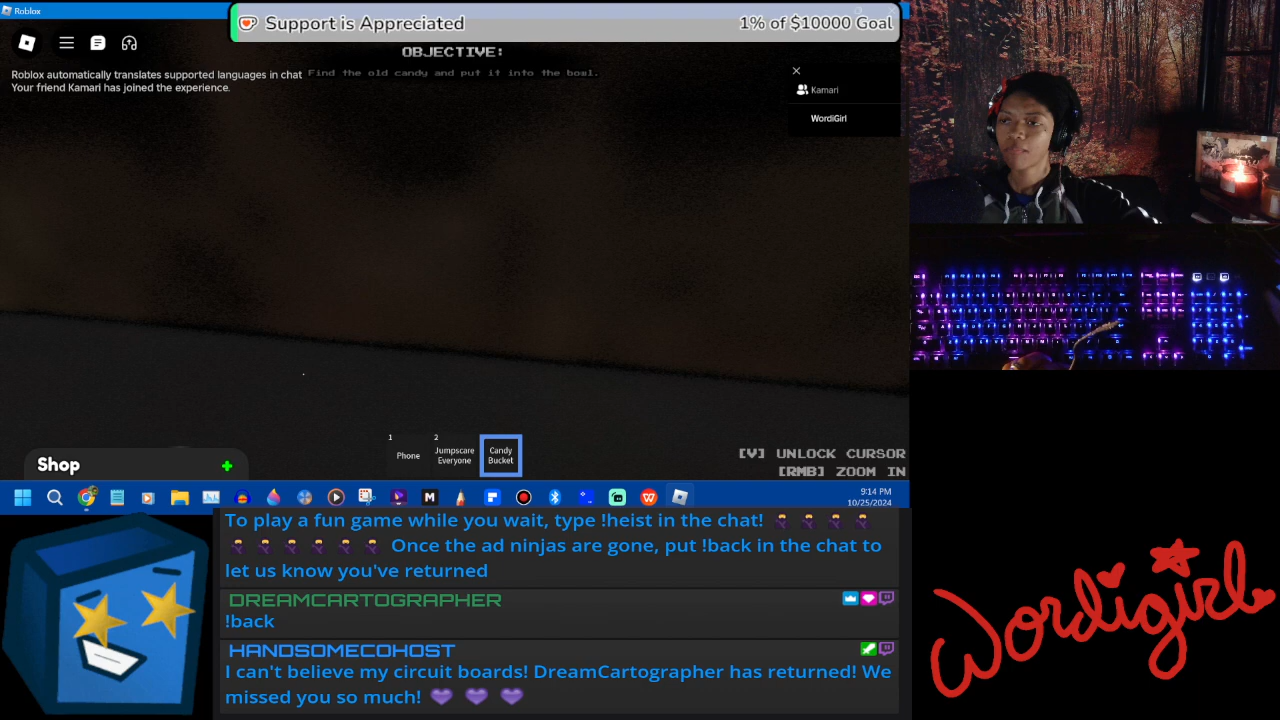 Roblox
Support is Appreciated
1% of $10000 Goal
OBJECTIVE:
Find the old candy and put it into the bowl.
Roblox automatically translates supported languages in chat
Your friend Kamari has joined the experience.
Kamari
WordiGirl
1
Phone
2
Jumpscare
Everyone
Candy
Bucket
Shop
[V] UNLOCK CURSOR
[RMB] ZOOM IN
9:14 PM
10/25/2024
To play a fun game while you wait, type !heist in the chat!
Once the ad ninjas are gone, put !back in the chat to
let us know you've returned
DREAMCARTOGRAPHER
!back
HANDSOMECOHOST
I can't believe my circuit boards! DreamCartographer has returned! We
missed you so much!
Wordigirl